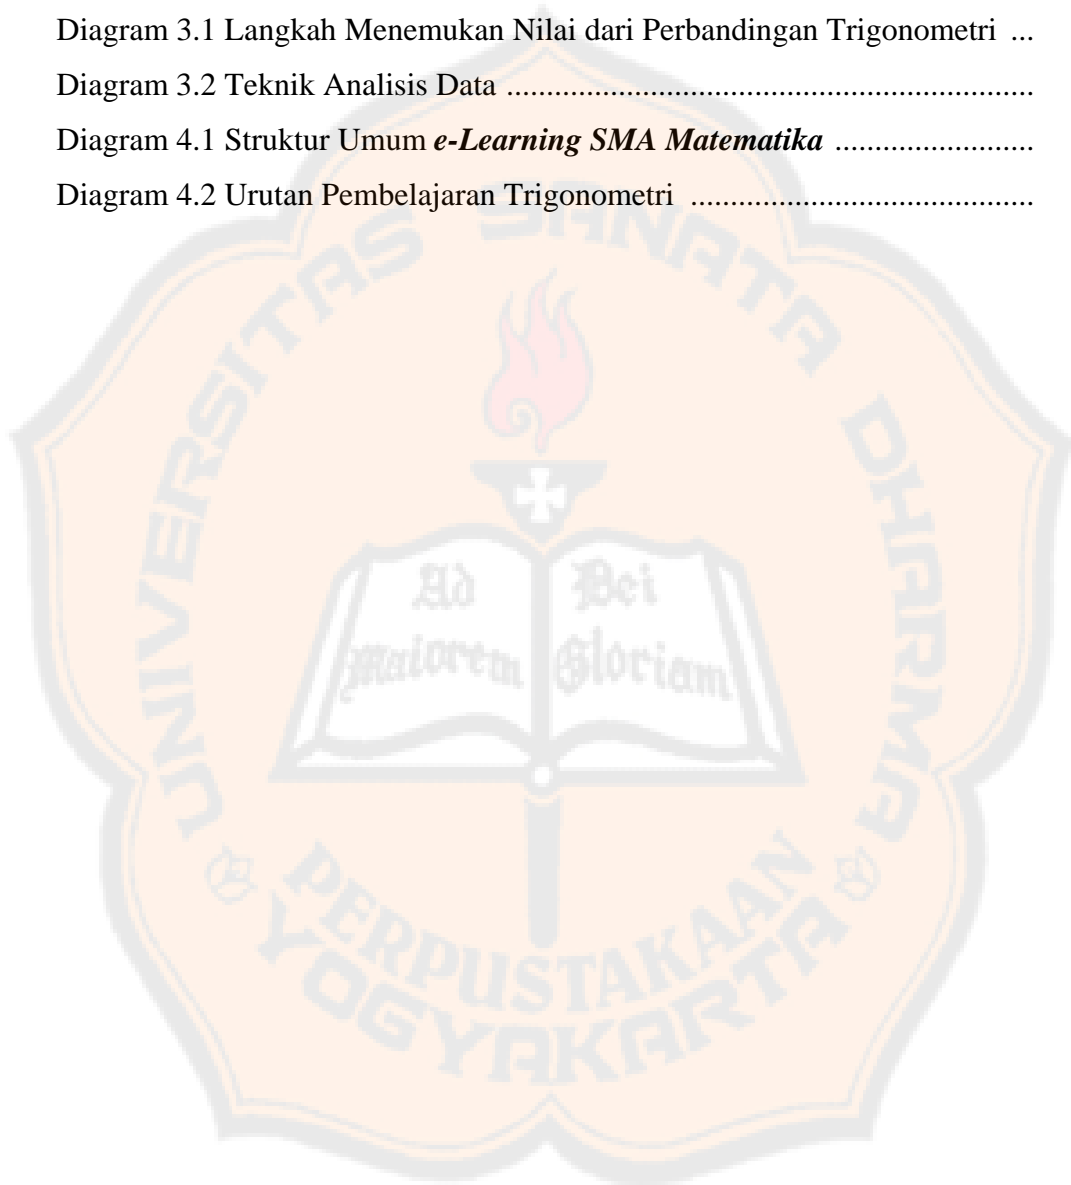 Diagram 3.1 Langkah Menemukan Nilai dari Perbandingan Trigonometri ...
Diagram 3.2 Teknik Analisis Data ....................................................................
Diagram 4.1 Struktur Umum e-Learning SMA Matematika .........................
Diagram 4.2 Urutan Pembelajaran Trigonometri ............................................
UNIVERSITAS SANATA DHARMA
Ad Dei
Maiorem Gloriam
PERPUSTAKAAN
YOGYAKARTA